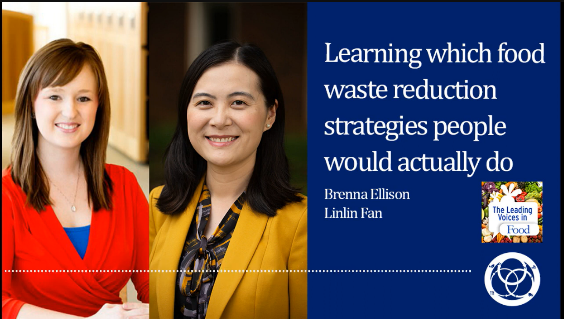 Learning which food
waste reduction
strategies people
would actually do
Brenna Ellison
Linlin Fan
The Leading
Voices in
Food